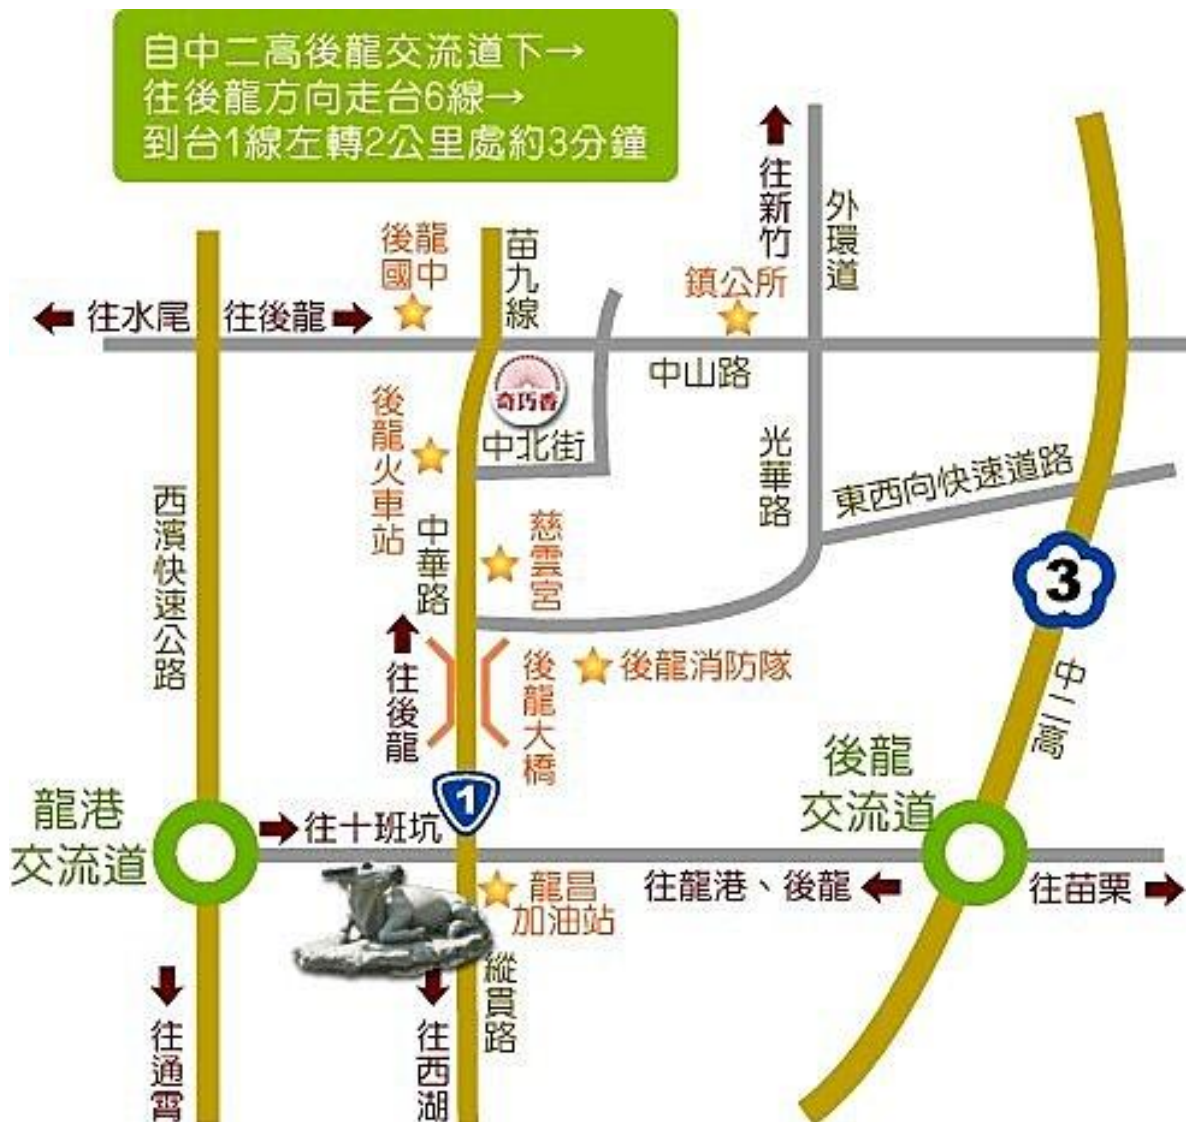 自中二高後龍交流道下→
往後龍方向走台6線→
到台1線左轉2公里處約3分鐘
往新竹
外環道
後龍
國中
苗九線
鎮公所
往水尾
往後龍
中山路
奇巧香
後龍火車站
中北街
光華路
東西向快速道路
西濱快速公路
中華路
慈雲宮
3
往後龍
後龍大橋
後龍消防隊
中二高
後龍
交流道
1
龍港
交流道
往十班坑
龍昌
加油站
往龍港、後龍
往苗栗
縱貫路
往通霄
往西湖